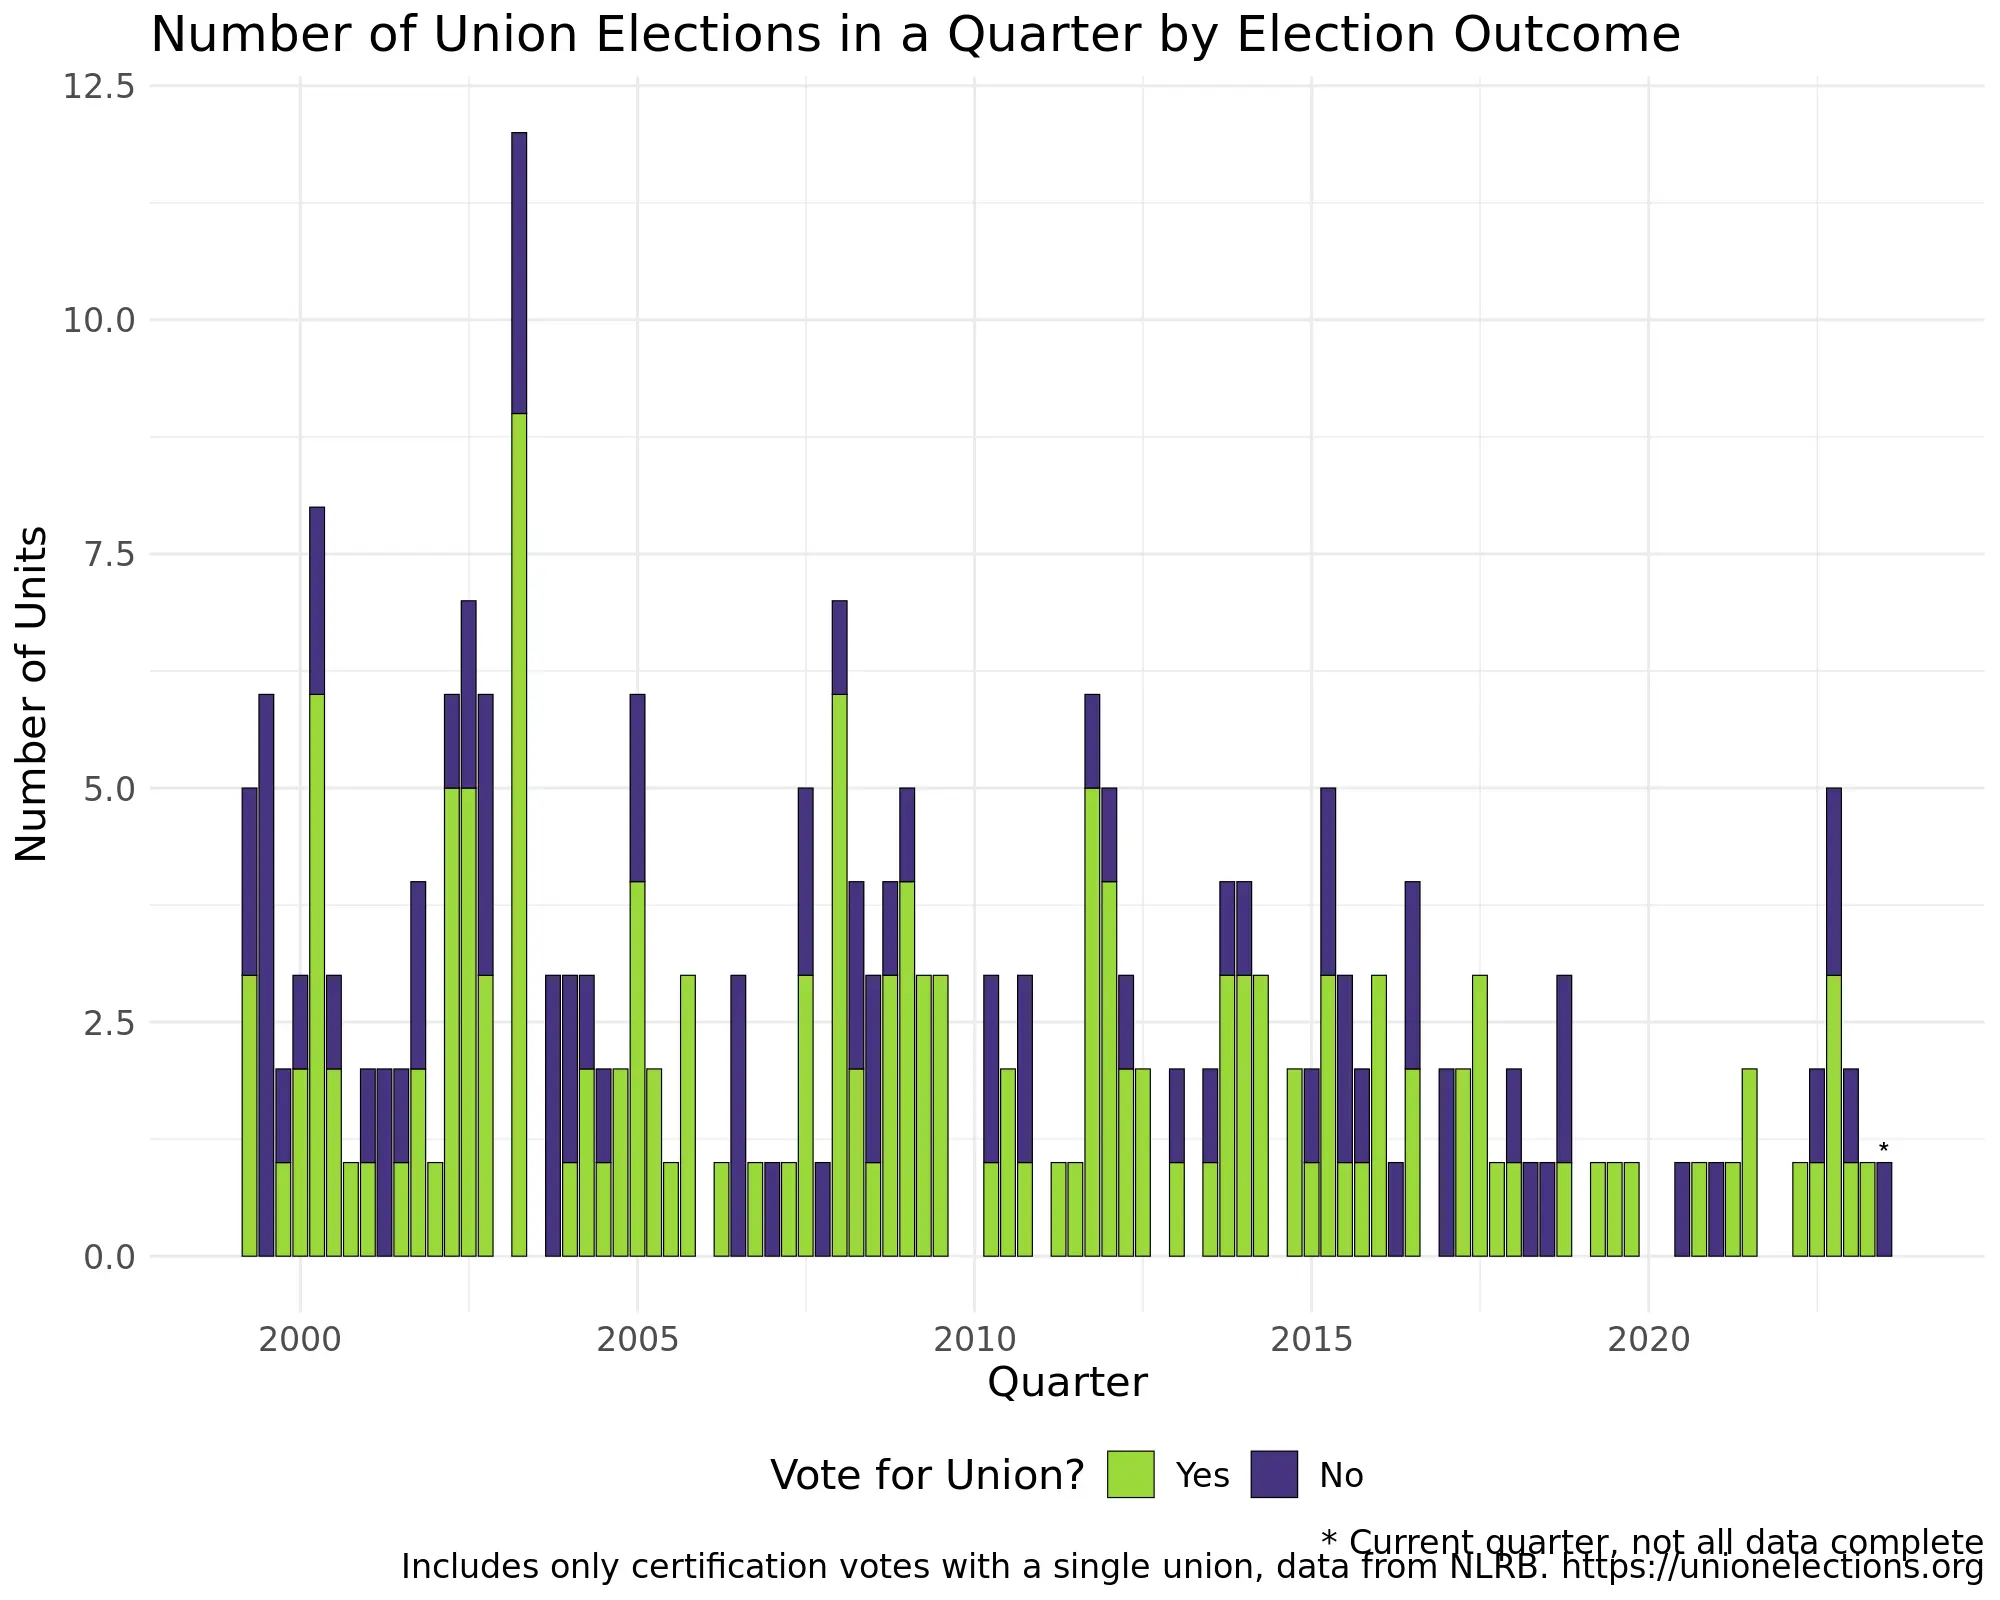 Number of Union Elections in a Quarter by Election Outcome
12.5
10.0
7.5
5.0
2.5
0.0
Number of Units
*
2000 2005 2010 2015 2020
Quarter
Vote for Union? Yes No
* Current quarter, not all data complete
Includes only certification votes with a single union, data from NLRB. https://unionelections.org